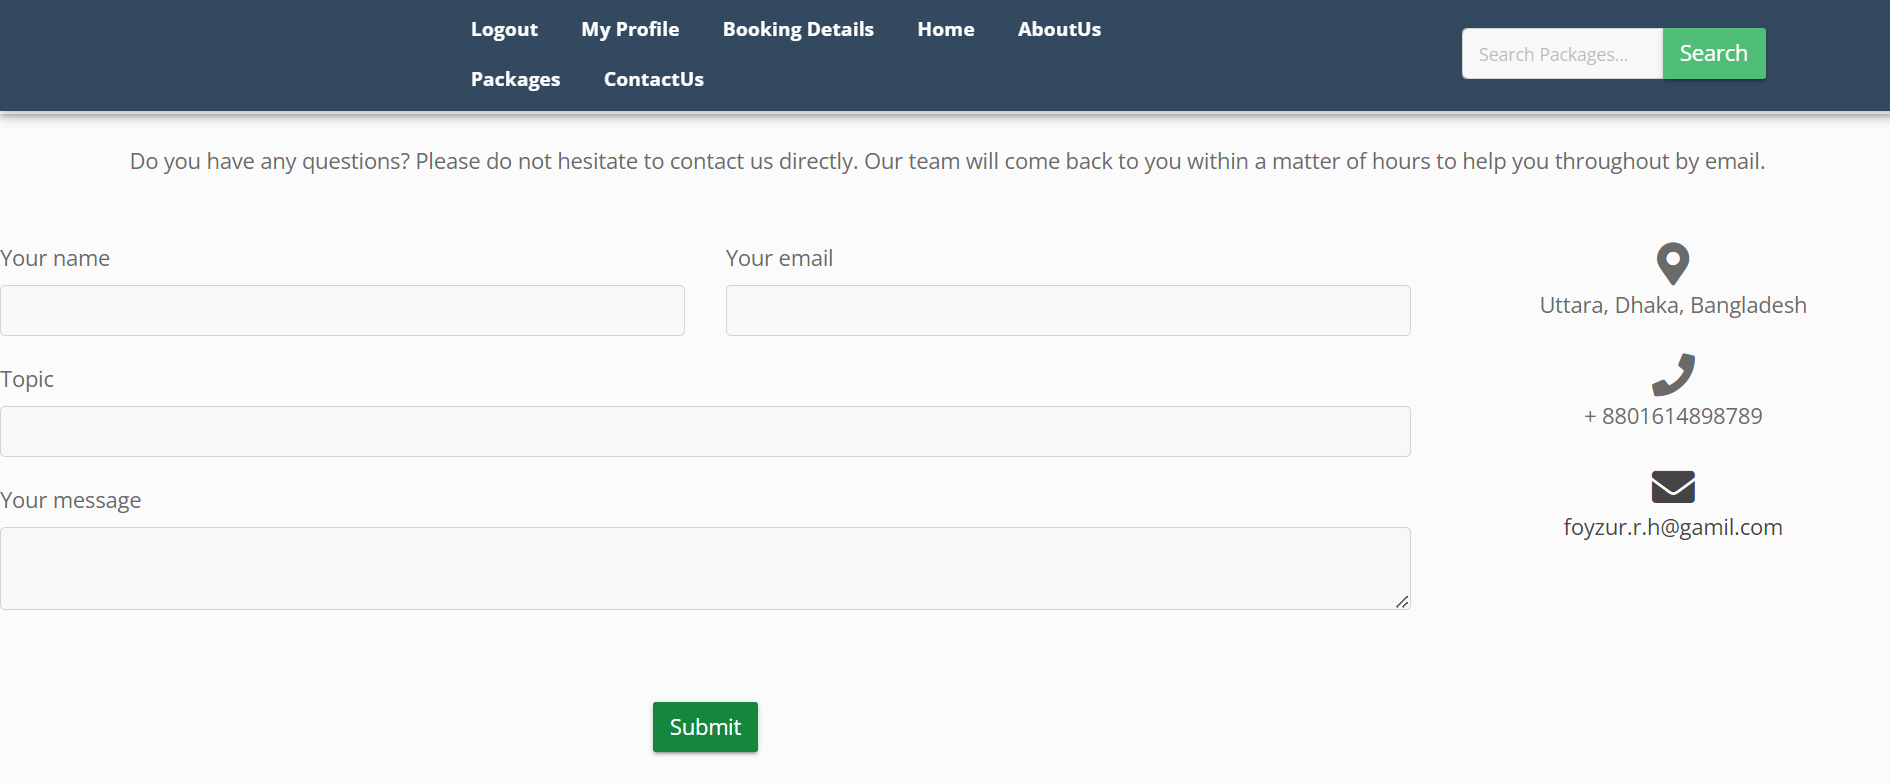 Logout My Profile Booking Details Home AboutUs
Packages ContactUs
Search Packages... Search
Do you have any questions? Please do not hesitate to contact us directly. Our team will come back to you within a matter of hours to help you throughout by email.
Your name Your email
Topic
Your message
Submit
Uttara, Dhaka, Bangladesh
+ 8801614898789
foyzur.r.h@gamil.com